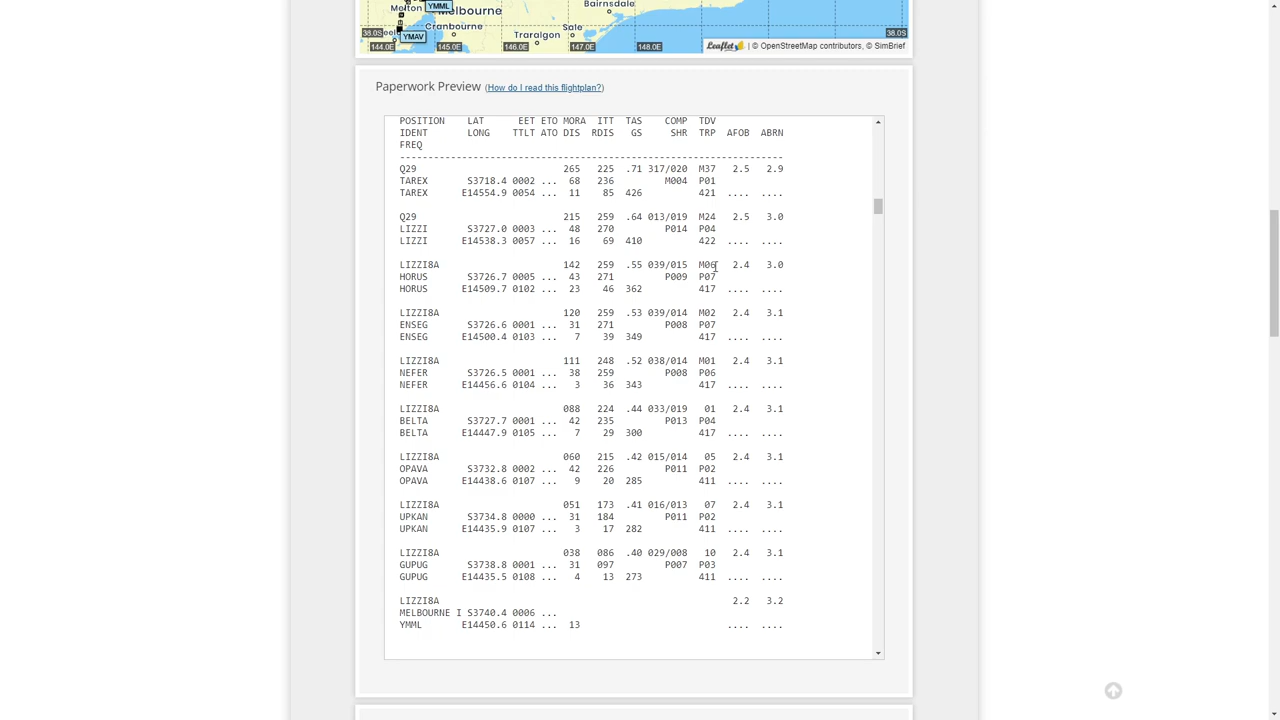 Melton
Melbourne
YMML
Bairnsdale
Cranbourne
Sale
YMAV
Traralgon
38.0S
38.0S
144.0E 145.0E 146.0E 147.0E 148.0E
Leaflet | © OpenStreetMap contributors, © SimBrief
Paperwork Preview (How do I read this flightplan?)
POSITION LAT EET ETO MORA ITT TAS COMP TDV
IDENT LONG TTLT ATO DIS RDIS GS SHR TRP AFOB ABRN
FREQ
--------------------------------------------------------------
Q29 265 225 .71 317/020 M37 2.5 2.9
TAREX S3718.4 0002 ... 68 236 M004 P01
TAREX E14554.9 0054 ... 11 85 426 421 .... ....
Q29 215 259 .64 013/019 M24 2.5 3.0
LIZZI S3727.0 0003 ... 48 270 P014 P04
LIZZI E14538.3 0057 ... 16 69 410 422 .... ....
LIZZI8A 142 259 .55 039/015 M06 2.4 3.0
HORUS S3726.7 0005 ... 43 271 P009 P07
HORUS E14509.7 0102 ... 23 46 362 417 .... ....
LIZZI8A 120 259 .53 039/014 M02 2.4 3.1
ENSEG S3726.6 0001 ... 31 271 P008 P07
ENSEG E14500.4 0103 ... 7 39 349 417 .... ....
LIZZI8A 111 248 .52 038/014 M01 2.4 3.1
NEFER S3726.5 0001 ... 38 259 P008 P06
NEFER E14456.6 0104 ... 3 36 343 417 .... ....
LIZZI8A 088 224 .44 033/019 01 2.4 3.1
BELTA S3727.7 0001 ... 42 235 P013 P04
BELTA E14447.9 0105 ... 7 29 300 417 .... ....
LIZZI8A 060 215 .42 015/014 05 2.4 3.1
OPAVA S3732.8 0002 ... 42 226 P011 P02
OPAVA E14438.6 0107 ... 9 20 285 411 .... ....
LIZZI8A 051 173 .41 016/013 07 2.4 3.1
UPKAN S3734.8 0000 ... 31 184 P011 P02
UPKAN E14435.9 0107 ... 3 17 282 411 .... ....
LIZZI8A 038 086 .40 029/008 10 2.4 3.1
GUPUG S3738.8 0001 ... 31 097 P007 P03
GUPUG E14435.5 0108 ... 4 13 273 411 .... ....
LIZZI8A 2.2 3.2
MELBOURNE I S3740.4 0006 ...
YMML E14450.6 0114 ... 13 .... ....